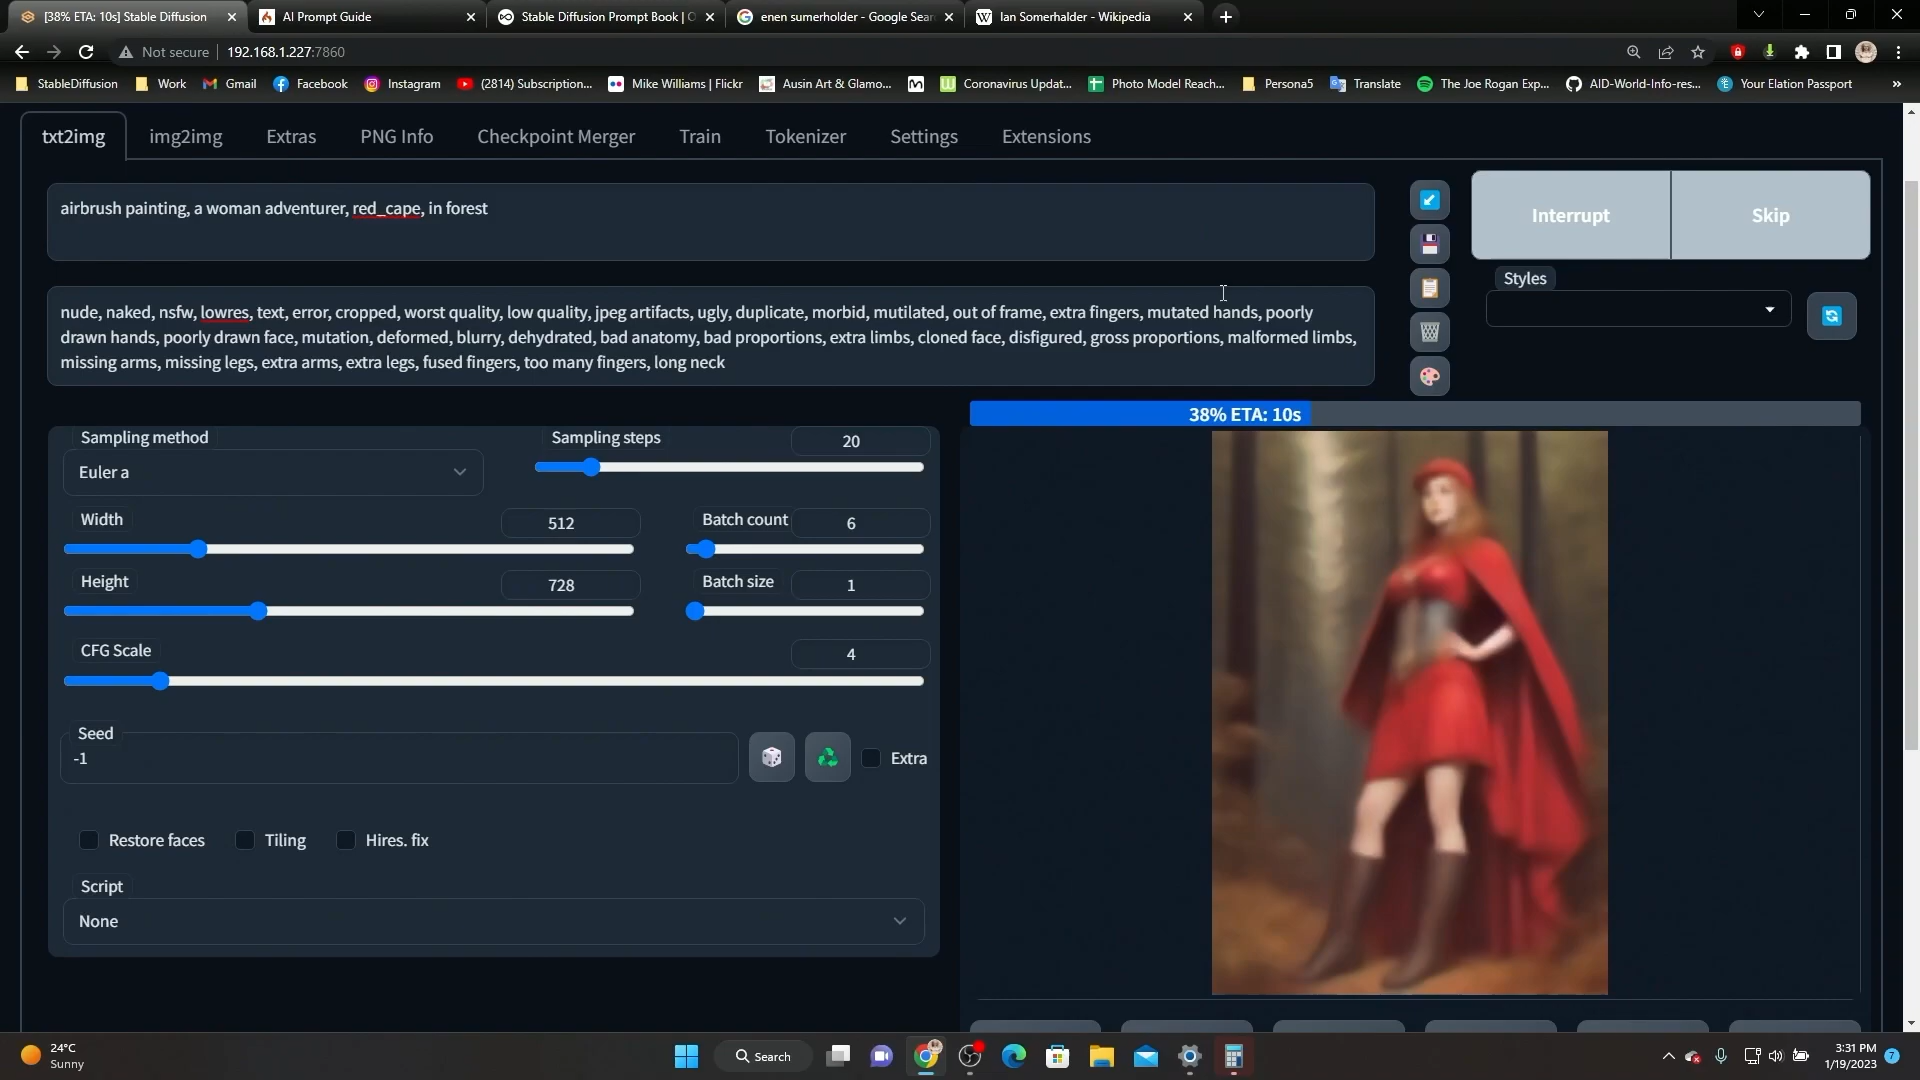 [38% ETA: 10s] Stable Diffusion
AI Prompt Guide
Stable Diffusion Prompt Book |
enen sumerholder - Google Sear
Ian Somerhalder - Wikipedia
Not secure
192.168.1.227:7860
StableDiffusion
Work
Gmail
Facebook
Instagram
(2814) Subscription...
Mike Williams | Flickr
Ausin Art & Glamo...
Coronavirus Updat...
Photo Model Reach...
Persona5
Translate
The Joe Rogan Exp...
AID-World-Info-res...
Your Elation Passport
txt2img
img2img
Extras
PNG Info
Checkpoint Merger
Train
Tokenizer
Settings
Extensions
airbrush painting, a woman adventurer, red_cape, in forest
Interrupt
Skip
Styles
nude, naked, nsfw, lowres, text, error, cropped, worst quality, low quality, jpeg artifacts, ugly, duplicate, morbid, mutilated, out of frame, extra fingers, mutated hands, poorly
drawn hands, poorly drawn face, mutation, deformed, blurry, dehydrated, bad anatomy, bad proportions, extra limbs, cloned face, disfigured, gross proportions, malformed limbs,
missing arms, missing legs, extra arms, extra legs, fused fingers, too many fingers, long neck
38% ETA: 10s
Sampling method
Euler a
Sampling steps
20
Width
512
Batch count
6
Height
728
Batch size
1
CFG Scale
4
Seed
-1
Extra
Restore faces
Tiling
Hires. fix
Script
None
24°C
Sunny
Search
3:31 PM
1/19/2023
7